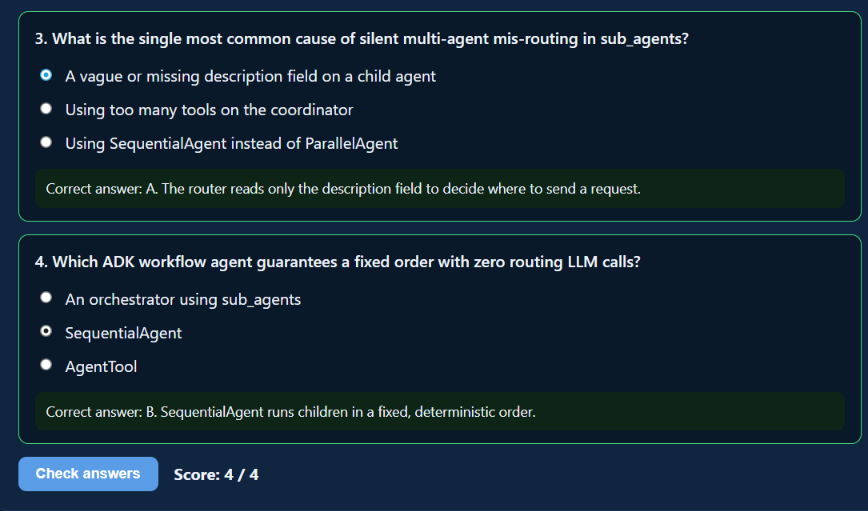 3. What is the single most common cause of silent multi-agent mis-routing in sub_agents?
A vague or missing description field on a child agent
Using too many tools on the coordinator
Using SequentialAgent instead of ParallelAgent
Correct answer: A. The router reads only the description field to decide where to send a request.
4. Which ADK workflow agent guarantees a fixed order with zero routing LLM calls?
An orchestrator using sub_agents
SequentialAgent
AgentTool
Correct answer: B. SequentialAgent runs children in a fixed, deterministic order.
Check answers Score: 4 / 4